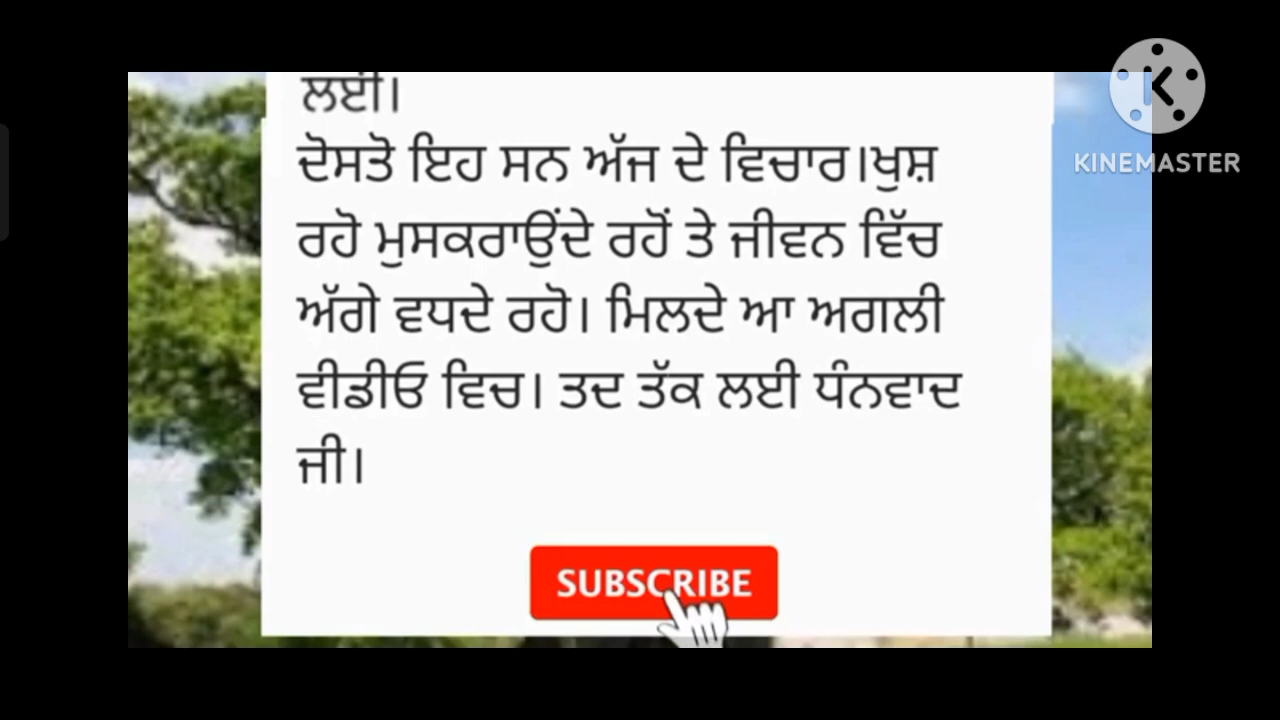 ਲਈ।
ਦੋਸਤੋ ਇਹ ਸਨ ਅੱਜ ਦੇ ਵਿਚਾਰ।ਖੁਸ਼
ਰਹੋ ਮੁਸਕਰਾਉਂਦੇ ਰਹੋਂ ਤੇ ਜੀਵਨ ਵਿੱਚ
ਅੱਗੇ ਵਧਦੇ ਰਹੋ। ਮਿਲਦੇ ਆ ਅਗਲੀ
ਵੀਡੀਓ ਵਿਚ। ਤਦ ਤੱਕ ਲਈ ਧੰਨਵਾਦ
ਜੀ।
SUBSCRIBE
KINEMASTER